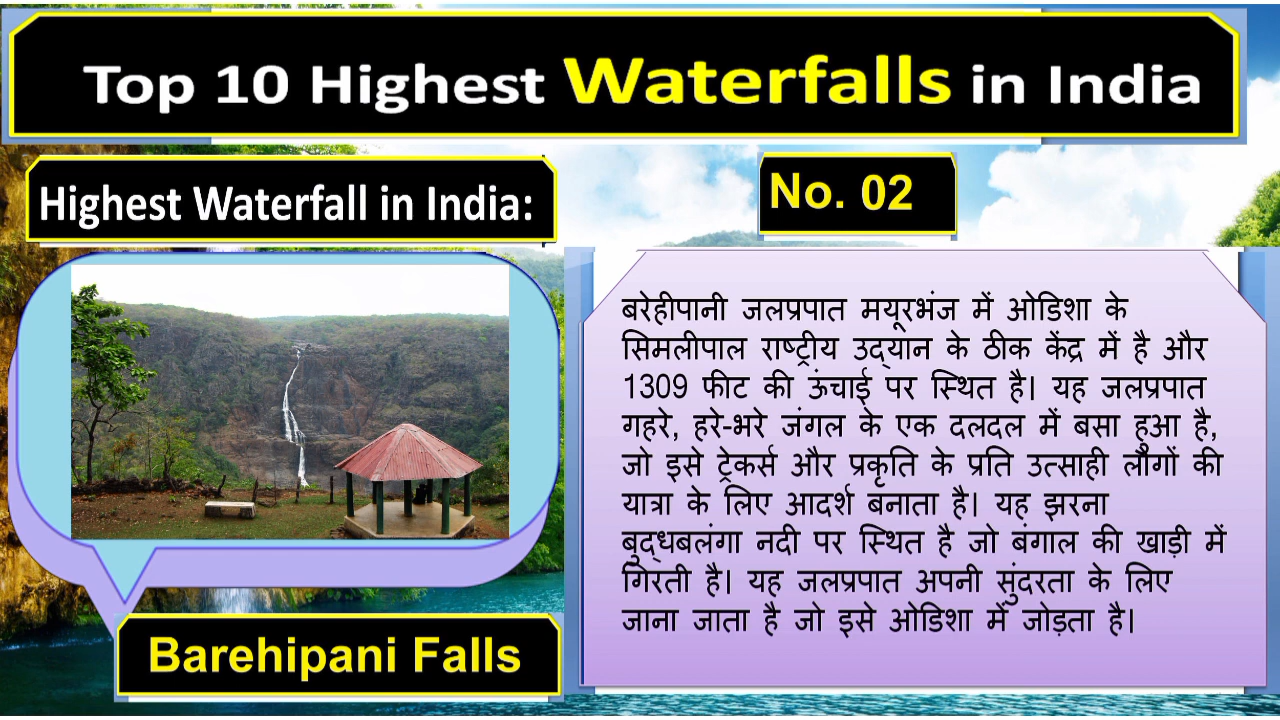 Top 10 Highest Waterfalls in India
Highest Waterfall in India:
No. 02
बरेहीपानी जलप्रपात मयूरभंज में ओडिशा के
सिमलीपाल राष्ट्रीय उद्यान के ठीक केंद्र में है और
1309 फीट की ऊंचाई पर स्थित है। यह जलप्रपात
गहरे, हरे-भरे जंगल के एक दलदल में बसा हुआ है,
जो इसे ट्रेकर्स और प्रकृति के प्रति उत्साही लोगों की
यात्रा के लिए आदर्श बनाता है। यह झरना
बुद्धबलंगा नदी पर स्थित है जो बंगाल की खाड़ी में
गिरती है। यह जलप्रपात अपनी सुंदरता के लिए
जाना जाता है जो इसे ओडिशा में जोड़ता है।
Barehipani Falls